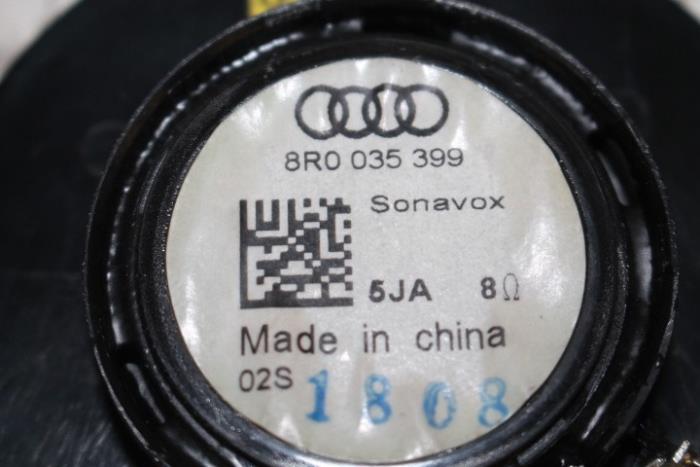 8R0 035 399
Sonavox
5JA 8Ω
Made in china
02S 1808